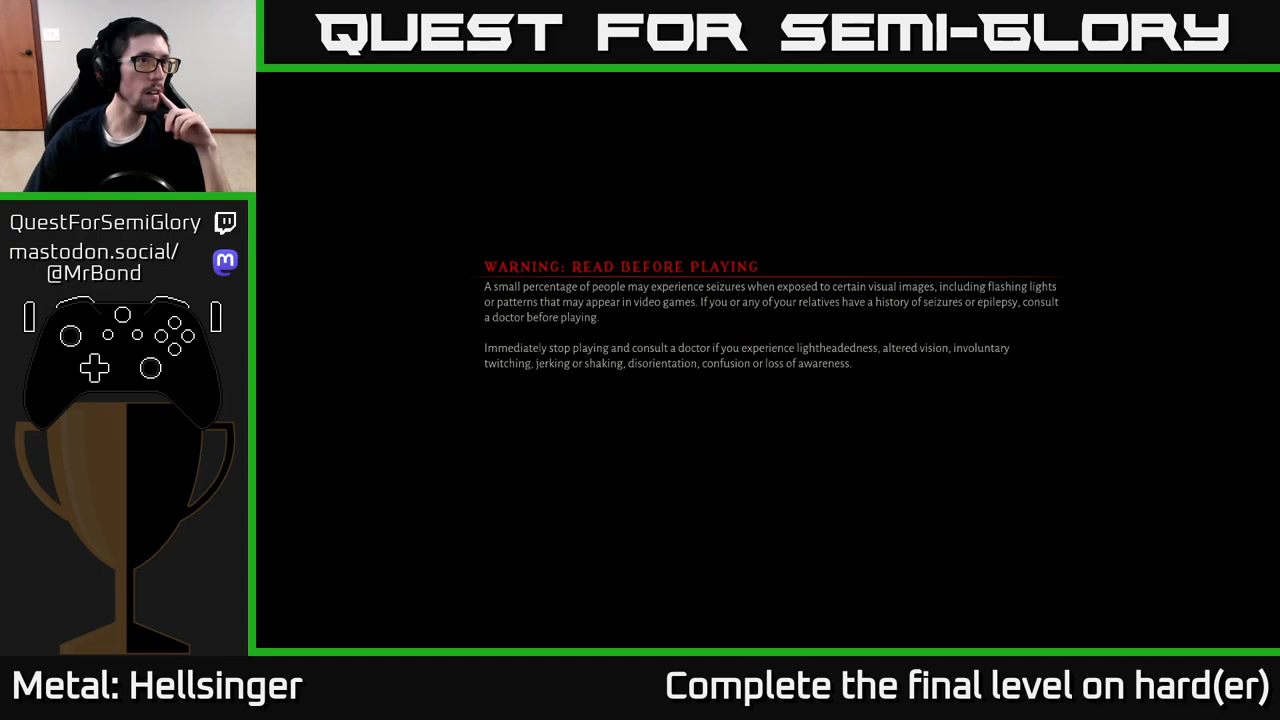 QUEST FOR SEMI-GLORY
QuestForSemiGlory
mastodon.social/
@MrBond
WARNING: READ BEFORE PLAYING
A small percentage of people may experience seizures when exposed to certain visual images, including flashing lights
or patterns that may appear in video games. If you or any of your relatives have a history of seizures or epilepsy, consult
a doctor before playing.
Immediately stop playing and consult a doctor if you experience lightheadedness, altered vision, involuntary
twitching, jerking or shaking, disorientation, confusion or loss of awareness.
Metal: Hellsinger
Complete the final level on hard(er)